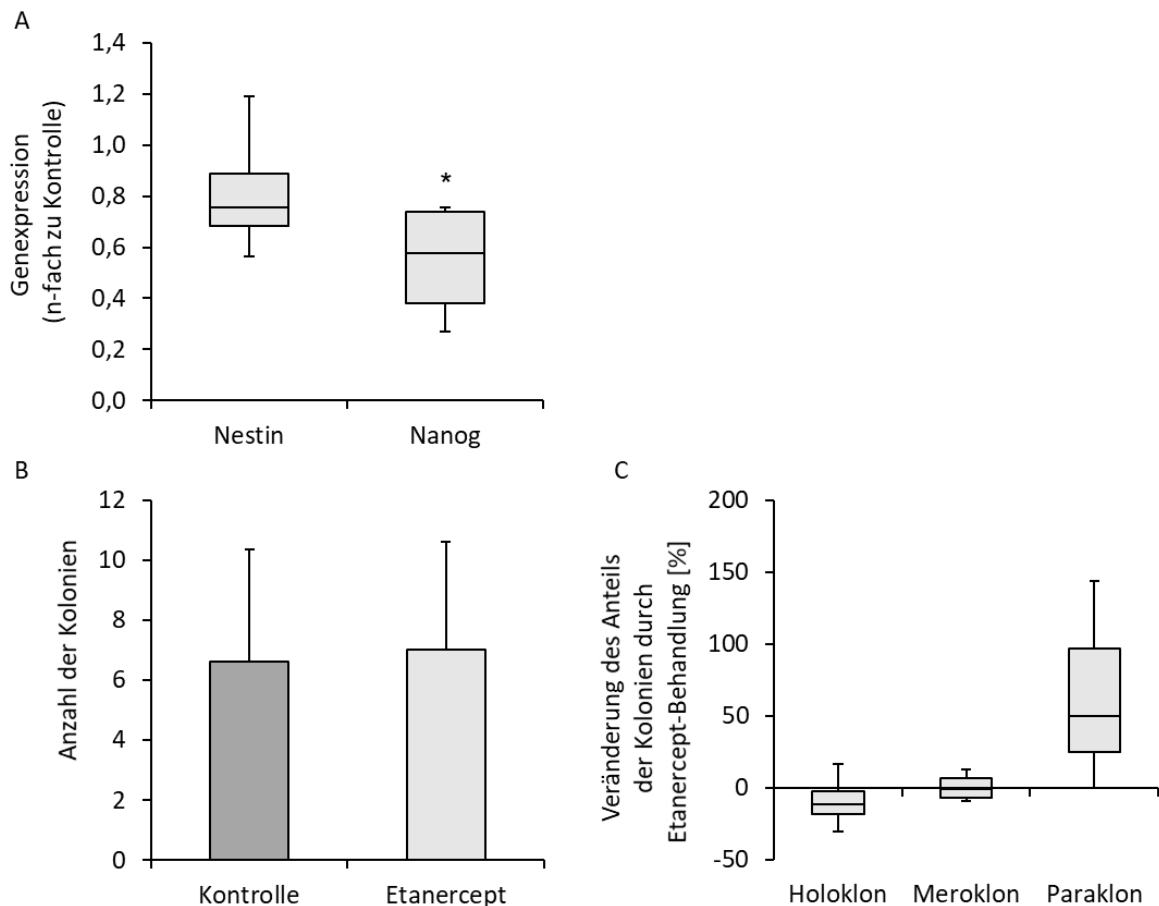 A
Genexpression
(n-fach zu Kontrolle)
1,4
1,2
1,0
0,8
0,6
0,4
0,2
0,0
*
Nestin
Nanog
B
Anzahl der Kolonien
12
10
8
6
4
2
0
Kontrolle
Etanercept
C
Veränderung des Anteils
der Kolonien durch
Etanercept-Behandlung [%]
200
150
100
50
0
-50
Holoklon
Meroklon
Paraklon